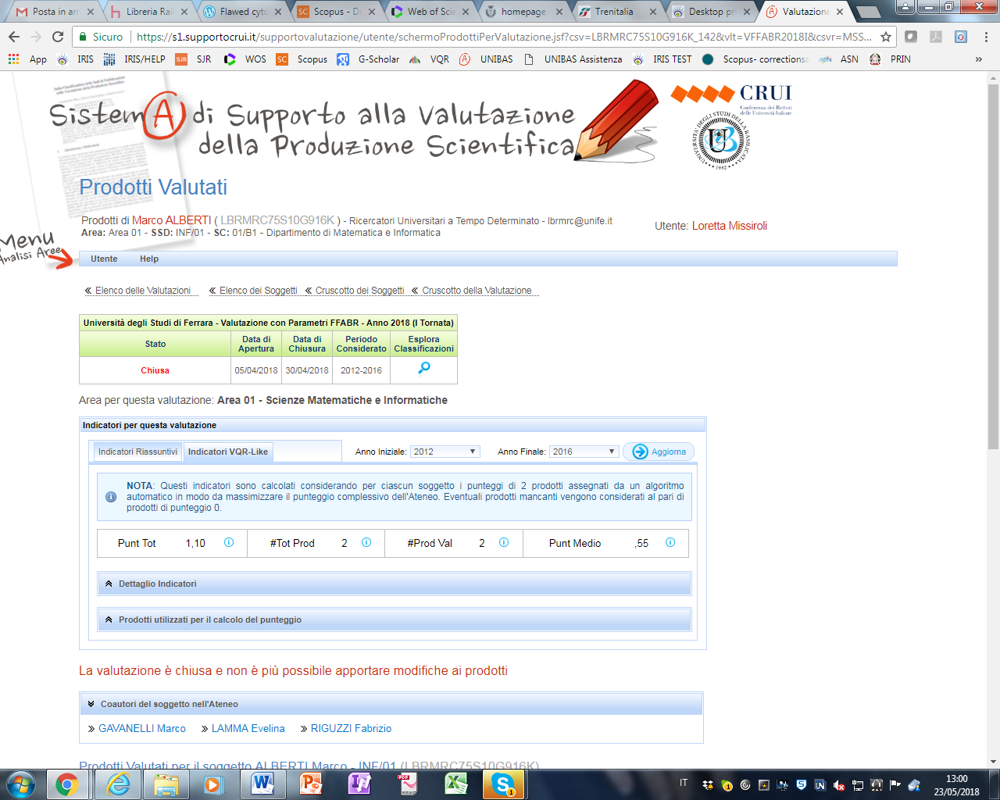 Posta in arr
Libreria Rai
Flawed cyto
Scopus - Do
Web of Scie
homepage
Trenitalia
Desktop pr
Valutazione
Sicuro
https://s1.supportocrui.it/supportovalutazione/utente/schermoProdottiPerValutazione.jsf?csv=LBRMRC75S10G916K_142&vlt=VFFABR2018I&csvr=MSS...
App IRIS IRIS/HELP SJR WOS Scopus G-Scholar VQR UNIBAS UNIBAS Assistenza IRIS TEST Scopus- corrections ASN PRIN »
SistemA di Supporto alla Valutazione
della Produzione Scientifica
CRUI
Conferenza dei Rettori
delle Università Italiane
UNIVERSITÀ DEGLI STUDI DELLA BASILICATA
1982
Prodotti Valutati
Prodotti di Marco ALBERTI ( LBRMRC75S10G916K ) - Ricercatori Universitari a Tempo Determinato - lbrmrc@unife.it
Area: Area 01 - SSD: INF/01 - SC: 01/B1 - Dipartimento di Matematica e Informatica
Utente: Loretta Missiroli
Menu
Analisi Aree
Utente Help
Elenco delle Valutazioni Elenco dei Soggetti Cruscotto dei Soggetti Cruscotto della Valutazione
Università degli Studi di Ferrara - Valutazione con Parametri FFABR - Anno 2018 (I Tornata)
Stato
Data di Apertura
Data di Chiusura
Periodo Considerato
Esplora Classificazioni
Chiusa 05/04/2018 30/04/2018 2012-2016
Area per questa valutazione: Area 01 - Scienze Matematiche e Informatiche
Indicatori per questa valutazione
Indicatori Riassuntivi Indicatori VQR-Like Anno Iniziale: 2012 Anno Finale: 2016 Aggiorna
NOTA: Questi indicatori sono calcolati considerando per ciascun soggetto i punteggi di 2 prodotti assegnati da un algoritmo
automatico in modo da massimizzare il punteggio complessivo dell'Ateneo. Eventuali prodotti mancanti vengono considerati al pari di
prodotti di punteggio 0.
Punt Tot 1,10 #Tot Prod 2 #Prod Val 2 Punt Medio ,55
Dettaglio Indicatori
Prodotti utilizzati per il calcolo del punteggio
La valutazione è chiusa e non è più possibile apportare modifiche ai prodotti
Coautori del soggetto nell'Ateneo
GAVANELLI Marco LAMMA Evelina RIGUZZI Fabrizio
Prodotti Valutati per il soggetto ALBERTI Marco - INF/01 (LBRMRC75S10G916K)
IT
13:00
23/05/2018